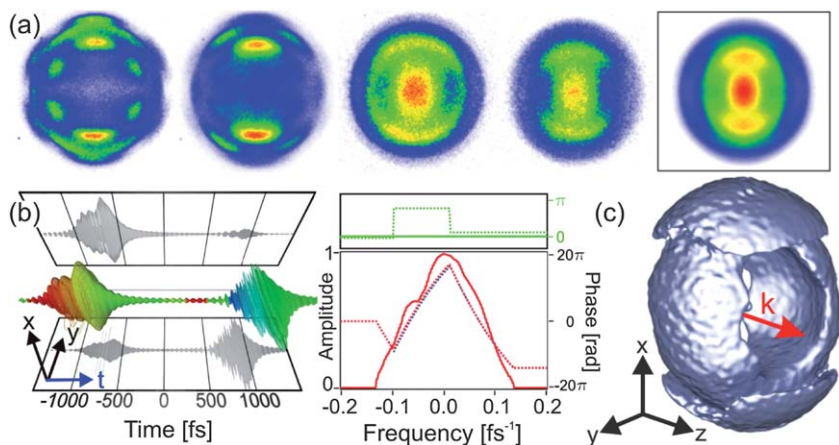 (a)
(b)
x
y
t
-1000
-500
0
500
1000
Time [fs]
π
0
1
Amplitude
0
20π
0
-20π
Phase [rad]
-0.2
-0.1
0.0
0.1
0.2
Frequency [fs⁻¹]
(c)
k
x
y
z